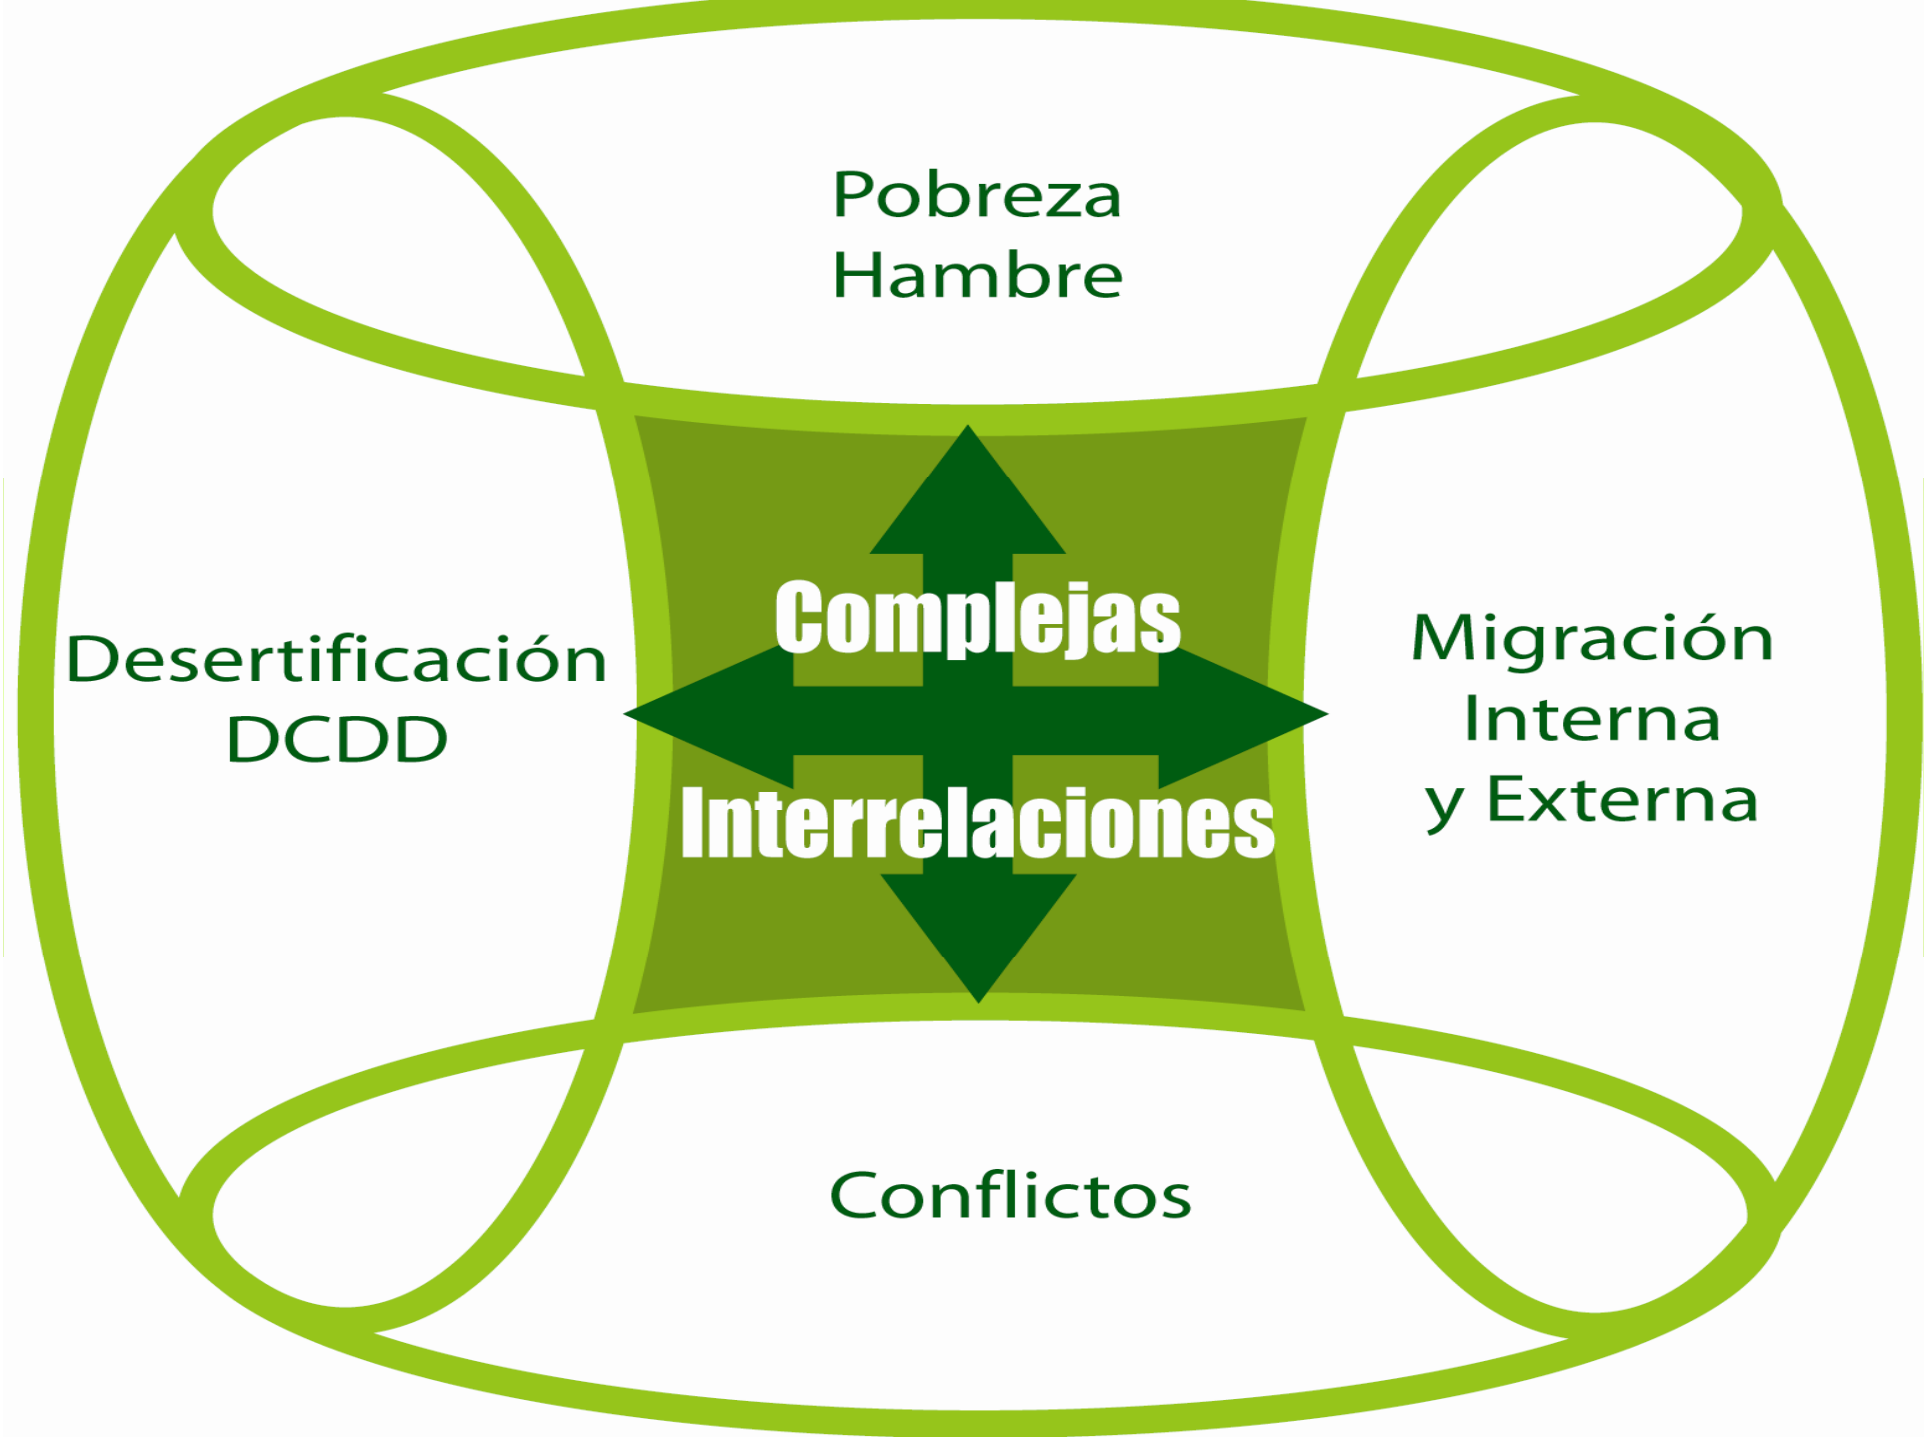 Pobreza
Hambre
Desertificación
DCDD
Complejas
Interrelaciones
Migración
Interna
y Externa
Conflictos